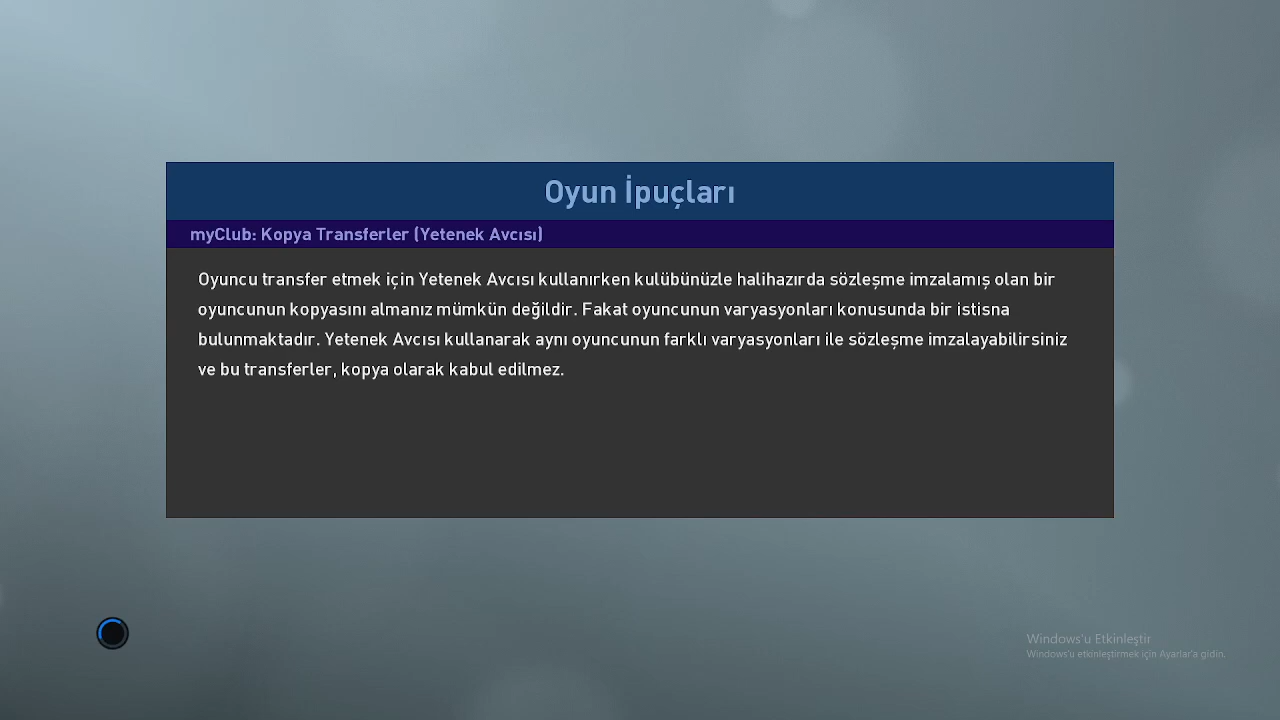 Oyun İpuçları
myClub: Kopya Transferler (Yetenek Avcısı)
Oyuncu transfer etmek için Yetenek Avcısı kullanırken kulübünüzle halihazırda sözleşme imzalamış olan bir
oyuncunun kopyasını almanız mümkün değildir. Fakat oyuncunun varyasyonları konusunda bir istisna
bulunmaktadır. Yetenek Avcısı kullanarak aynı oyuncunun farklı varyasyonları ile sözleşme imzalayabilirsiniz
ve bu transferler, kopya olarak kabul edilmez.
Windows'u Etkinleştir
Windows'u etkinleştirmek için Ayarlar'a gidin.